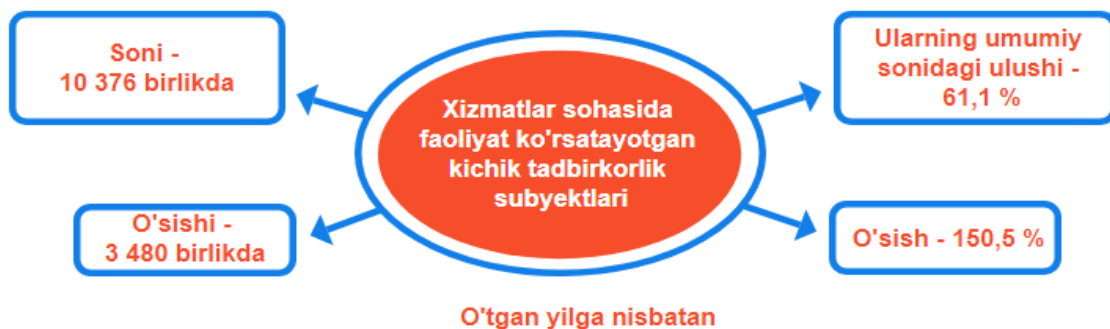 Soni -
10 376 birlikda
Xizmatlar sohasida
faoliyat ko'rsatayotgan
kichik tadbirkorlik
subyektlari
Ularning umumiy
sonidagi ulushi -
61,1 %
O'sishi -
3 480 birlikda
O'sish - 150,5 %
O'tgan yilga nisbatan